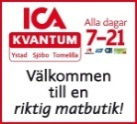 ICA
KVANTUM
Ystad Sjöbo Tomelilla
Alla dagar
7–21
Välkommen
till en
riktig matbutik!